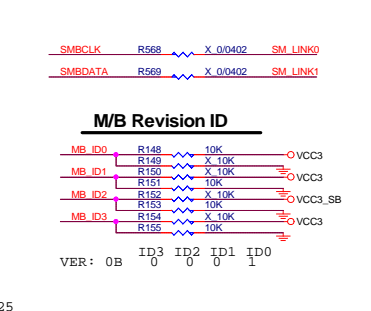 SMBCLK R568 X_0/0402 SM_LINK0
SMBDATA R569 X_0/0402 SM_LINK1
M/B Revision ID
MB_ID0 R148 10K VCC3
R149 X_10K
MB_ID1 R150 X_10K VCC3
R151 10K
MB_ID2 R152 X_10K VCC3_SB
R153 10K
MB_ID3 R154 X_10K VCC3
R155 10K
ID3 ID2 ID1 ID0
VER: 0B 0 0 0 1
25